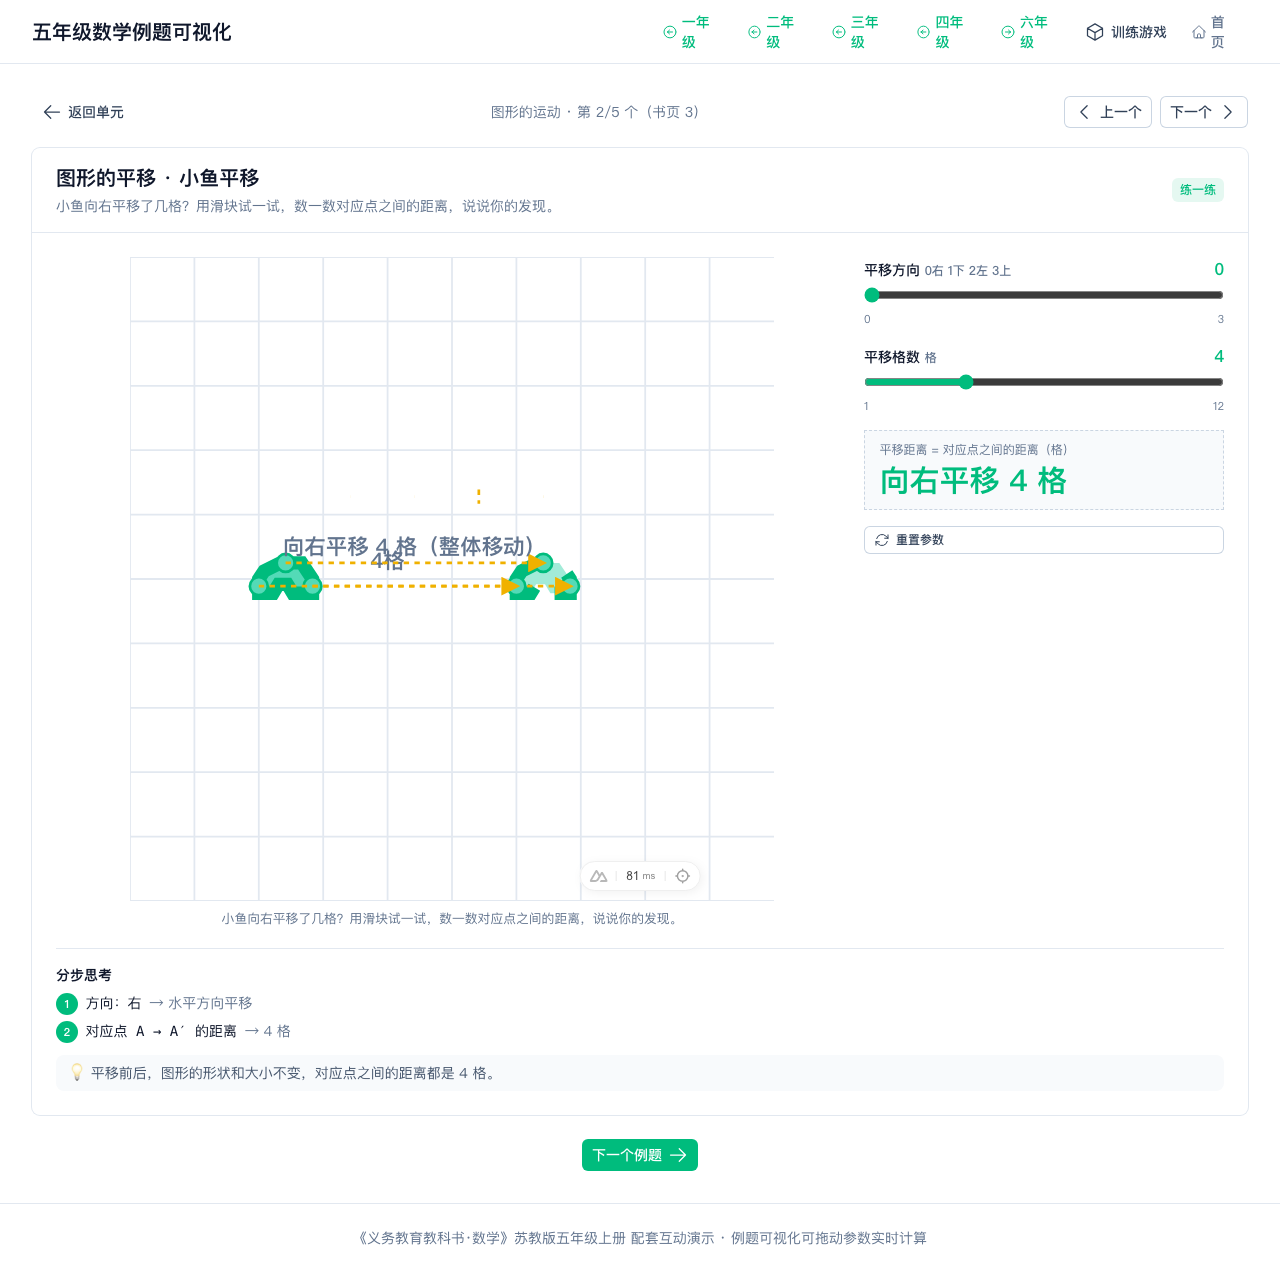 五年级数学例题可视化
一年级
二年级
三年级
四年级
六年级
训练游戏
首页
返回单元
图形的运动 · 第 2/5 个（书页 3）
上一个
下一个
图形的平移 · 小鱼平移
小鱼向右平移了几格？用滑块试一试，数一数对应点之间的距离，说说你的发现。
练一练
平移方向 0右 1下 2左 3上
0
0
3
平移格数 格
4
1
12
平移距离 = 对应点之间的距离（格）
向右平移 4 格
重置参数
向右平移 4 格（整体移动）
4格
81 ms
小鱼向右平移了几格？用滑块试一试，数一数对应点之间的距离，说说你的发现。
分步思考
1 方向：右 → 水平方向平移
2 对应点 A → A′ 的距离 → 4 格
💡 平移前后，图形的形状和大小不变，对应点之间的距离都是 4 格。
下一个例题
《义务教育教科书·数学》苏教版五年级上册 配套互动演示 · 例题可视化可拖动参数实时计算